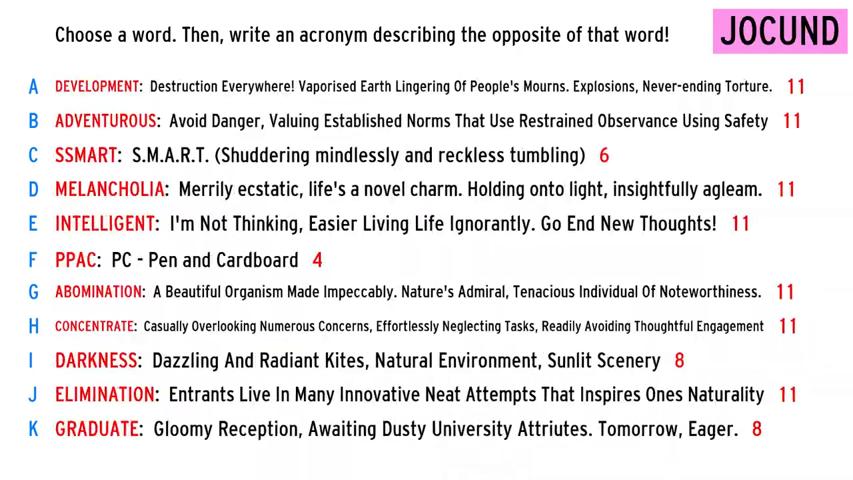 Choose a word. Then, write an acronym describing the opposite of that word!
JOCUND
A DEVELOPMENT: Destruction Everywhere! Vaporised Earth Lingering Of People's Mourns. Explosions, Never-ending Torture. 11
B ADVENTUROUS: Avoid Danger, Valuing Established Norms That Use Restrained Observance Using Safety 11
C SSMART: S.M.A.R.T. (Shuddering mindlessly and reckless tumbling) 6
D MELANCHOLIA: Merrily ecstatic, life's a novel charm. Holding onto light, insightfully agleam. 11
E INTELLIGENT: I'm Not Thinking, Easier Living Life Ignorantly. Go End New Thoughts! 11
F PPAC: PC - Pen and Cardboard 4
G ABOMINATION: A Beautiful Organism Made Impeccably. Nature's Admiral, Tenacious Individual Of Noteworthiness. 11
H CONCENTRATE: Casually Overlooking Numerous Concerns, Effortlessly Neglecting Tasks, Readily Avoiding Thoughtful Engagement 11
I DARKNESS: Dazzling And Radiant Kites, Natural Environment, Sunlit Scenery 8
J ELIMINATION: Entrants Live In Many Innovative Neat Attempts That Inspires Ones Naturality 11
K GRADUATE: Gloomy Reception, Awaiting Dusty University Attriutes. Tomorrow, Eager. 8